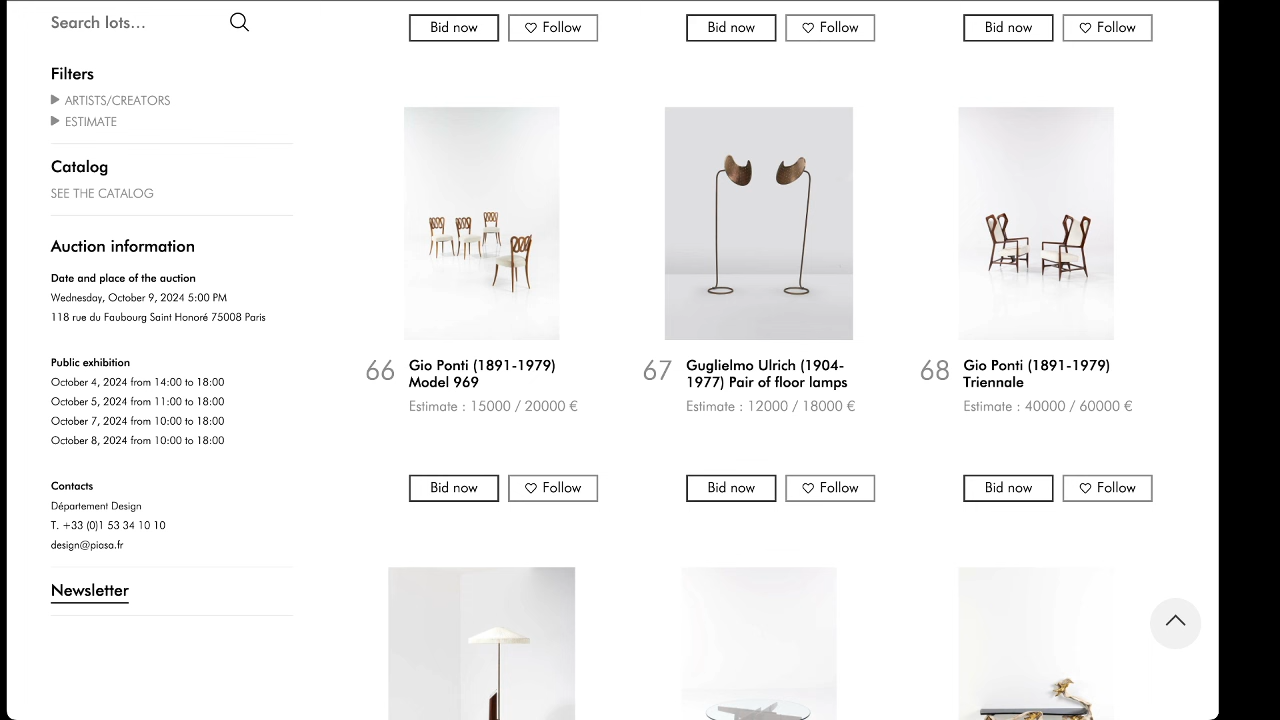 Search lots...
Filters
ARTISTS/CREATORS
ESTIMATE
Catalog
SEE THE CATALOG
Auction information
Date and place of the auction
Wednesday, October 9, 2024 5:00 PM
118 rue du Faubourg Saint Honoré 75008 Paris
Public exhibition
October 4, 2024 from 14:00 to 18:00
October 5, 2024 from 11:00 to 18:00
October 7, 2024 from 10:00 to 18:00
October 8, 2024 from 10:00 to 18:00
Contacts
Département Design
T. +33 (0)1 53 34 10 10
design@piasa.fr
Newsletter
Bid now
Follow
Bid now
Follow
Bid now
Follow
66
Gio Ponti (1891-1979)
Model 969
Estimate : 15000 / 20000 €
67
Guglielmo Ulrich (1904-
1977) Pair of floor lamps
Estimate : 12000 / 18000 €
68
Gio Ponti (1891-1979)
Triennale
Estimate : 40000 / 60000 €
Bid now
Follow
Bid now
Follow
Bid now
Follow